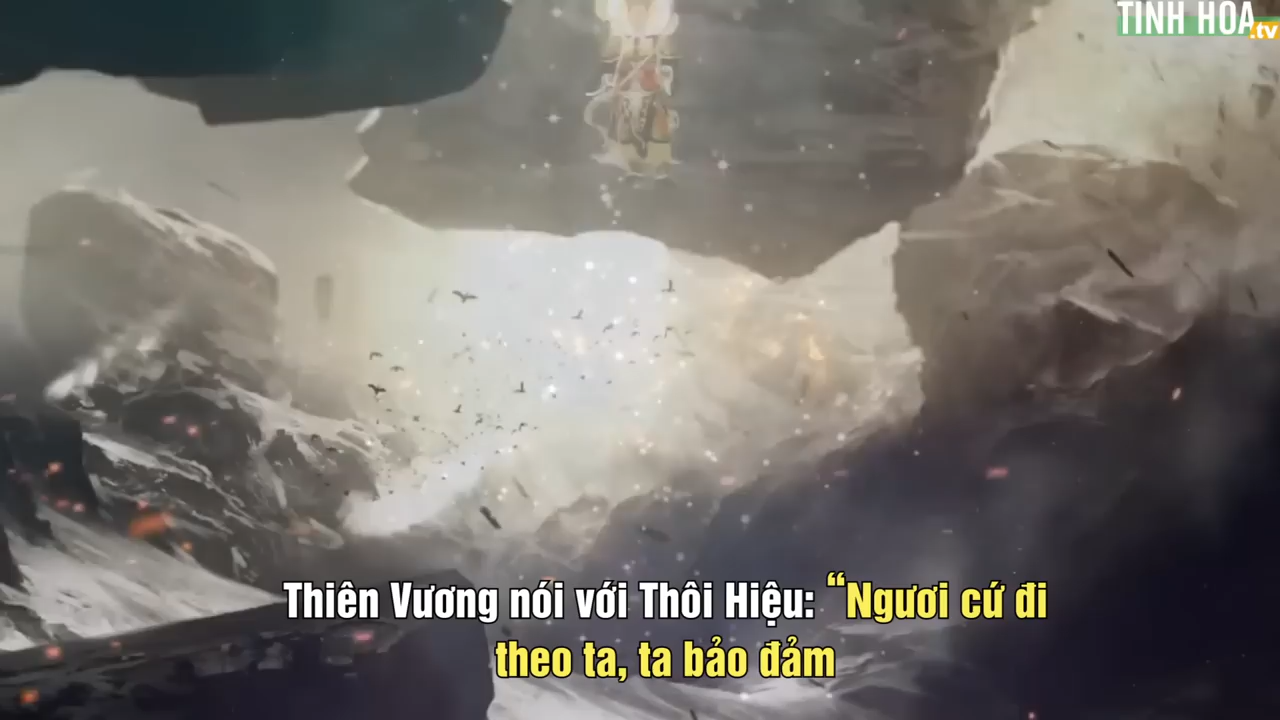 TINH HOA
.tv
Thiên Vương nói với Thôi Hiệu: “Ngươi cứ đi
theo ta, ta bảo đảm